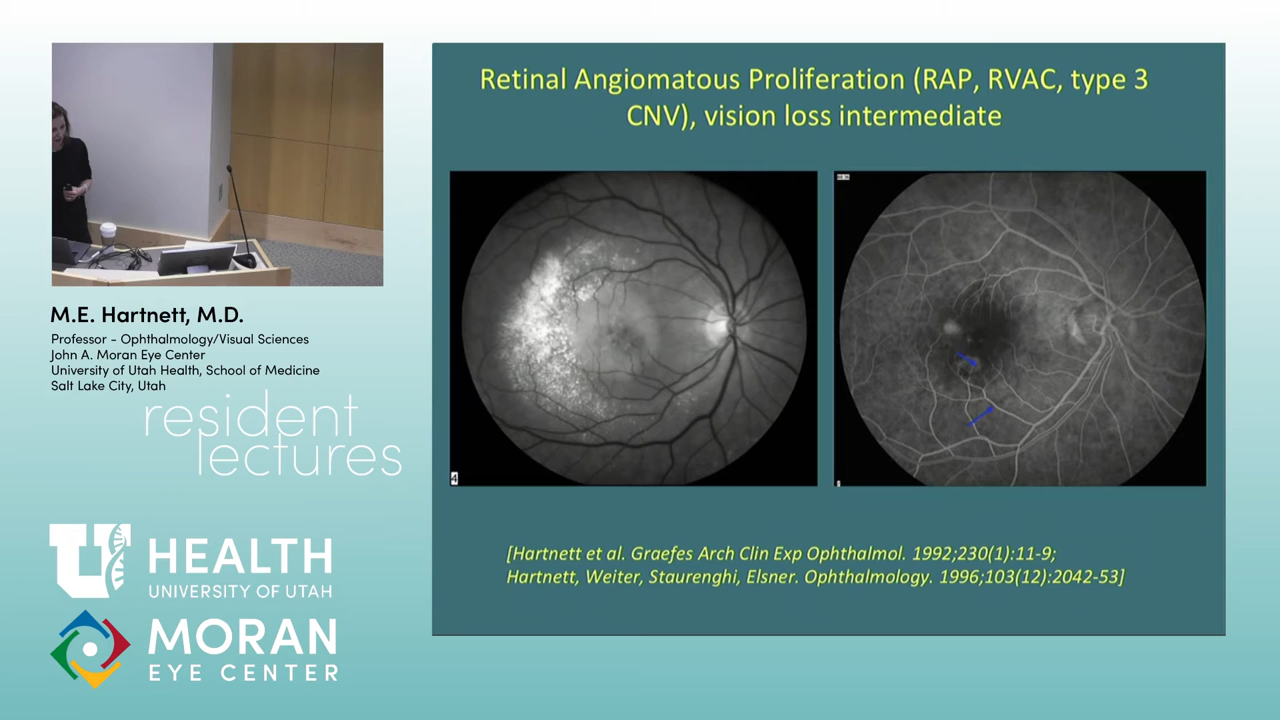 Retinal Angiomatous Proliferation (RAP, RVAC, type 3
CNV), vision loss intermediate
M.E. Hartnett, M.D.
Professor - Ophthalmology/Visual Sciences
John A. Moran Eye Center
University of Utah Health, School of Medicine
Salt Lake City, Utah
resident
lectures
4
[Hartnett et al. Graefes Arch Clin Exp Ophthalmol. 1992;230(1):11-9;
Hartnett, Weiter, Staurenghi, Elsner. Ophthalmology. 1996;103(12):2042-53]
U HEALTH
UNIVERSITY OF UTAH
MORAN
EYE CENTER